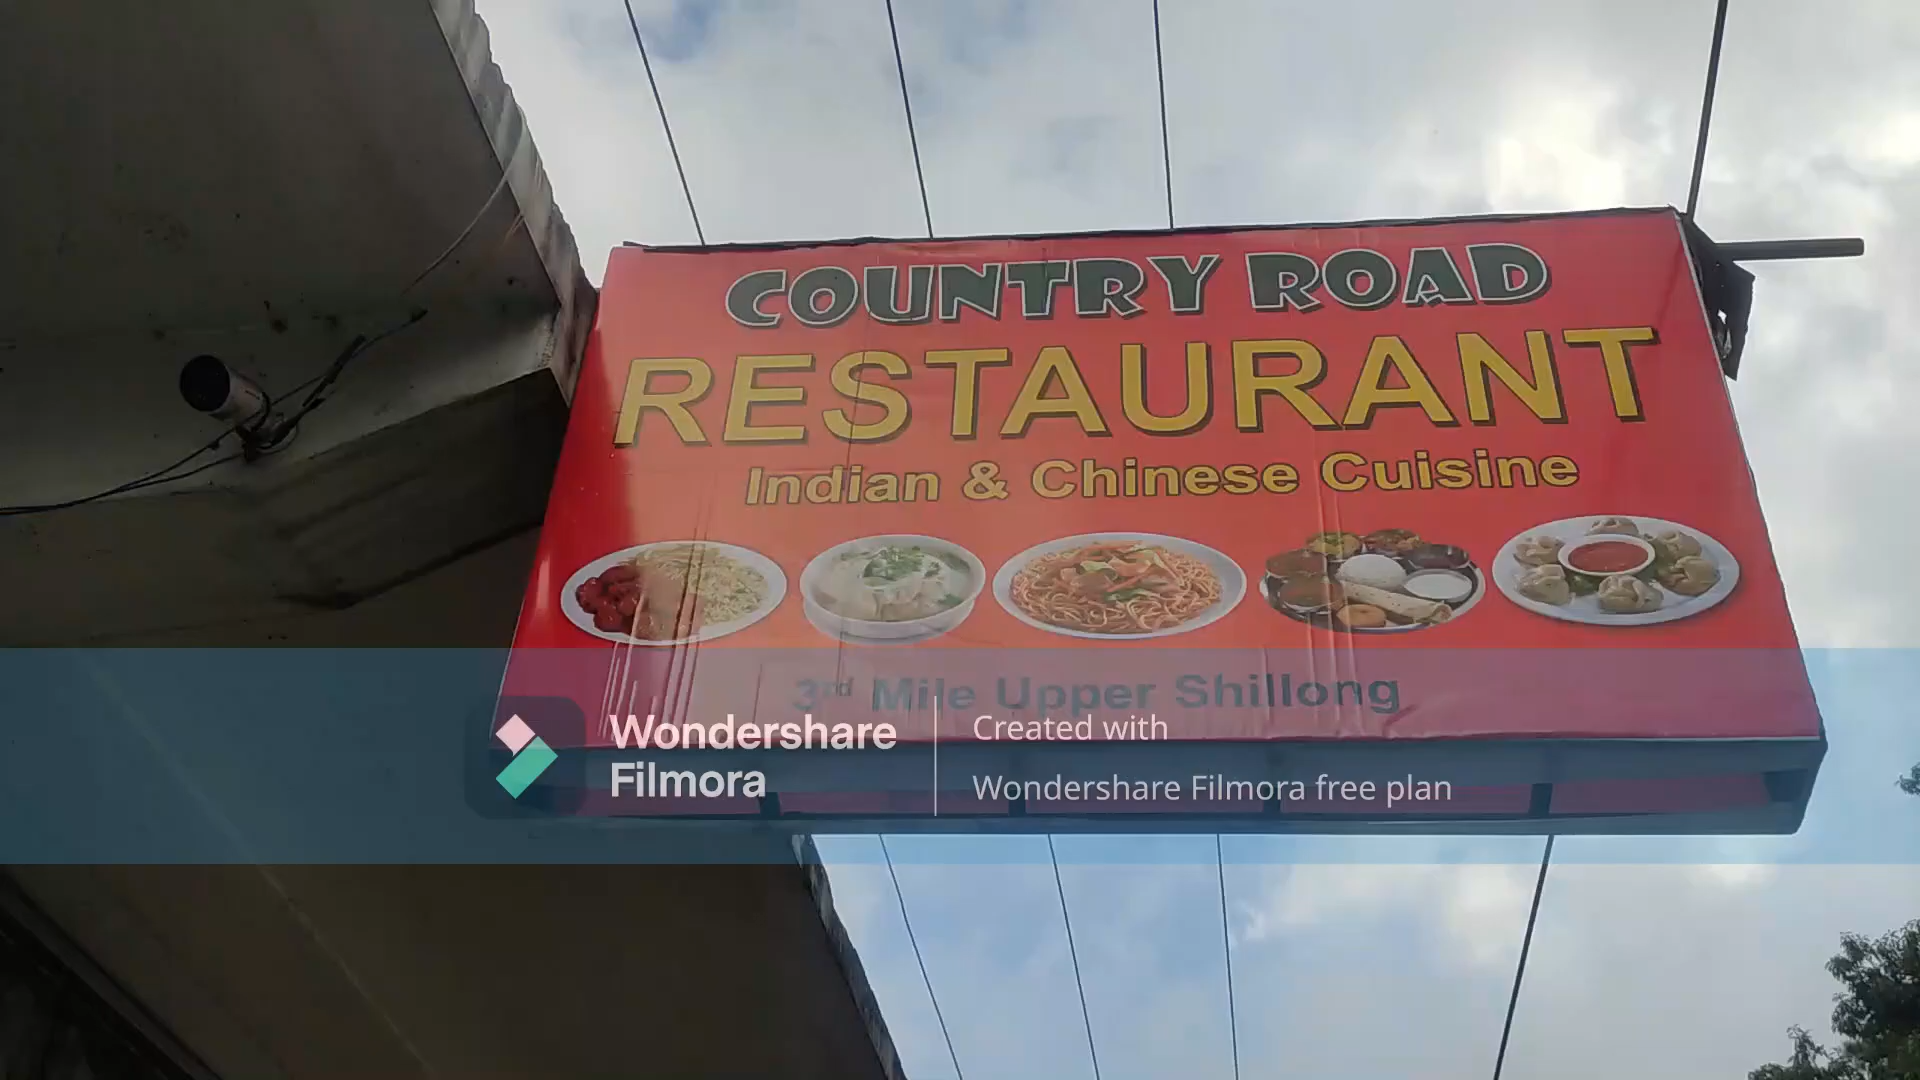 COUNTRY ROAD
RESTAURANT
Indian & Chinese Cuisine
3rd Mile Upper Shillong
Wondershare
Filmora
Created with
Wondershare Filmora free plan